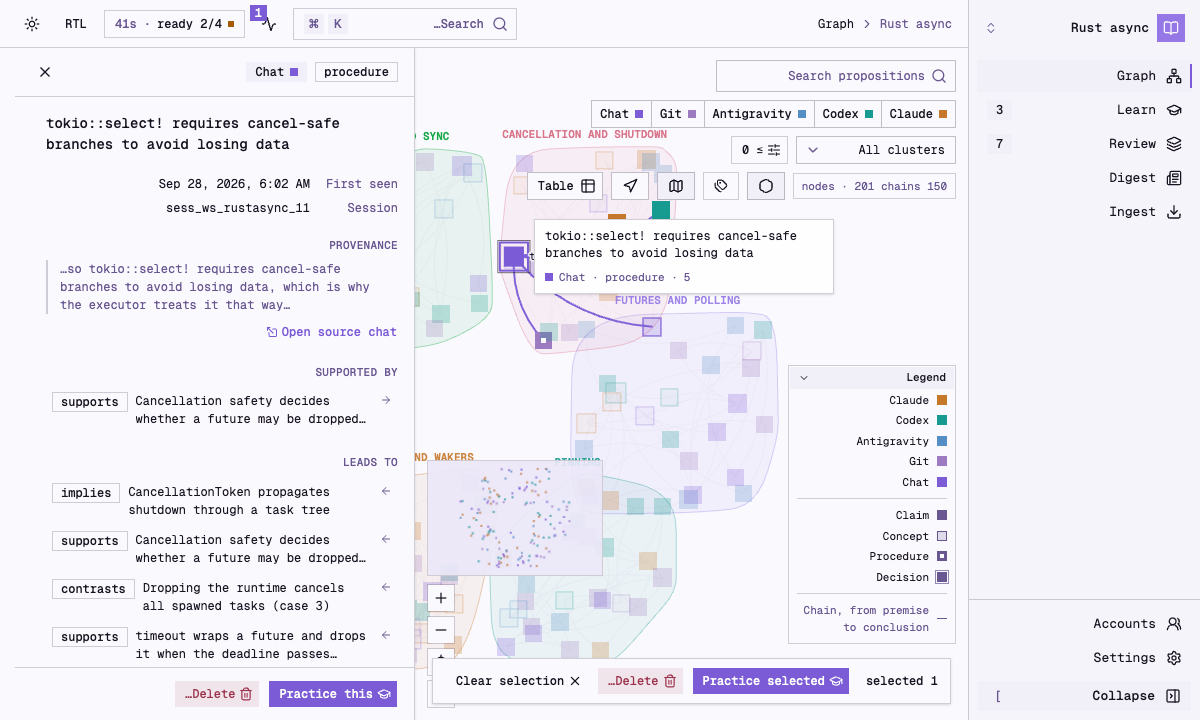 RTL
41s · ready 2/4
1
⌘ K
…Search
Graph
Rust async
Chat
procedure
tokio::select! requires cancel-safe
branches to avoid losing data
Sep 28, 2026, 6:02 AM
First seen
sess_ws_rustasync_11
Session
PROVENANCE
…so tokio::select! requires cancel-safe
branches to avoid losing data, which is why
the executor treats it that way…
Open source chat
SUPPORTED BY
supports
Cancellation safety decides
whether a future may be dropped…
LEADS TO
implies
CancellationToken propagates
shutdown through a task tree
supports
Cancellation safety decides
whether a future may be dropped…
contrasts
Dropping the runtime cancels
all spawned tasks (case 3)
supports
timeout wraps a future and drops
it when the deadline passes…
…Delete
Practice this
Search propositions
Chat
Git
Antigravity
Codex
Claude
0 ≤
All clusters
Table
nodes · 201 chains 150
SYNC
CANCELLATION AND SHUTDOWN
tokio::select! requires cancel-safe
branches to avoid losing data
Chat · procedure · 5
FUTURES AND POLLING
ND WAKERS
Legend
Claude
Codex
Antigravity
Git
Chat
Claim
Concept
Procedure
Decision
Chain, from premise
to conclusion
Clear selection
…Delete
Practice selected
selected 1
Rust async
Graph
3
Learn
7
Review
Digest
Ingest
Accounts
Settings
[
Collapse